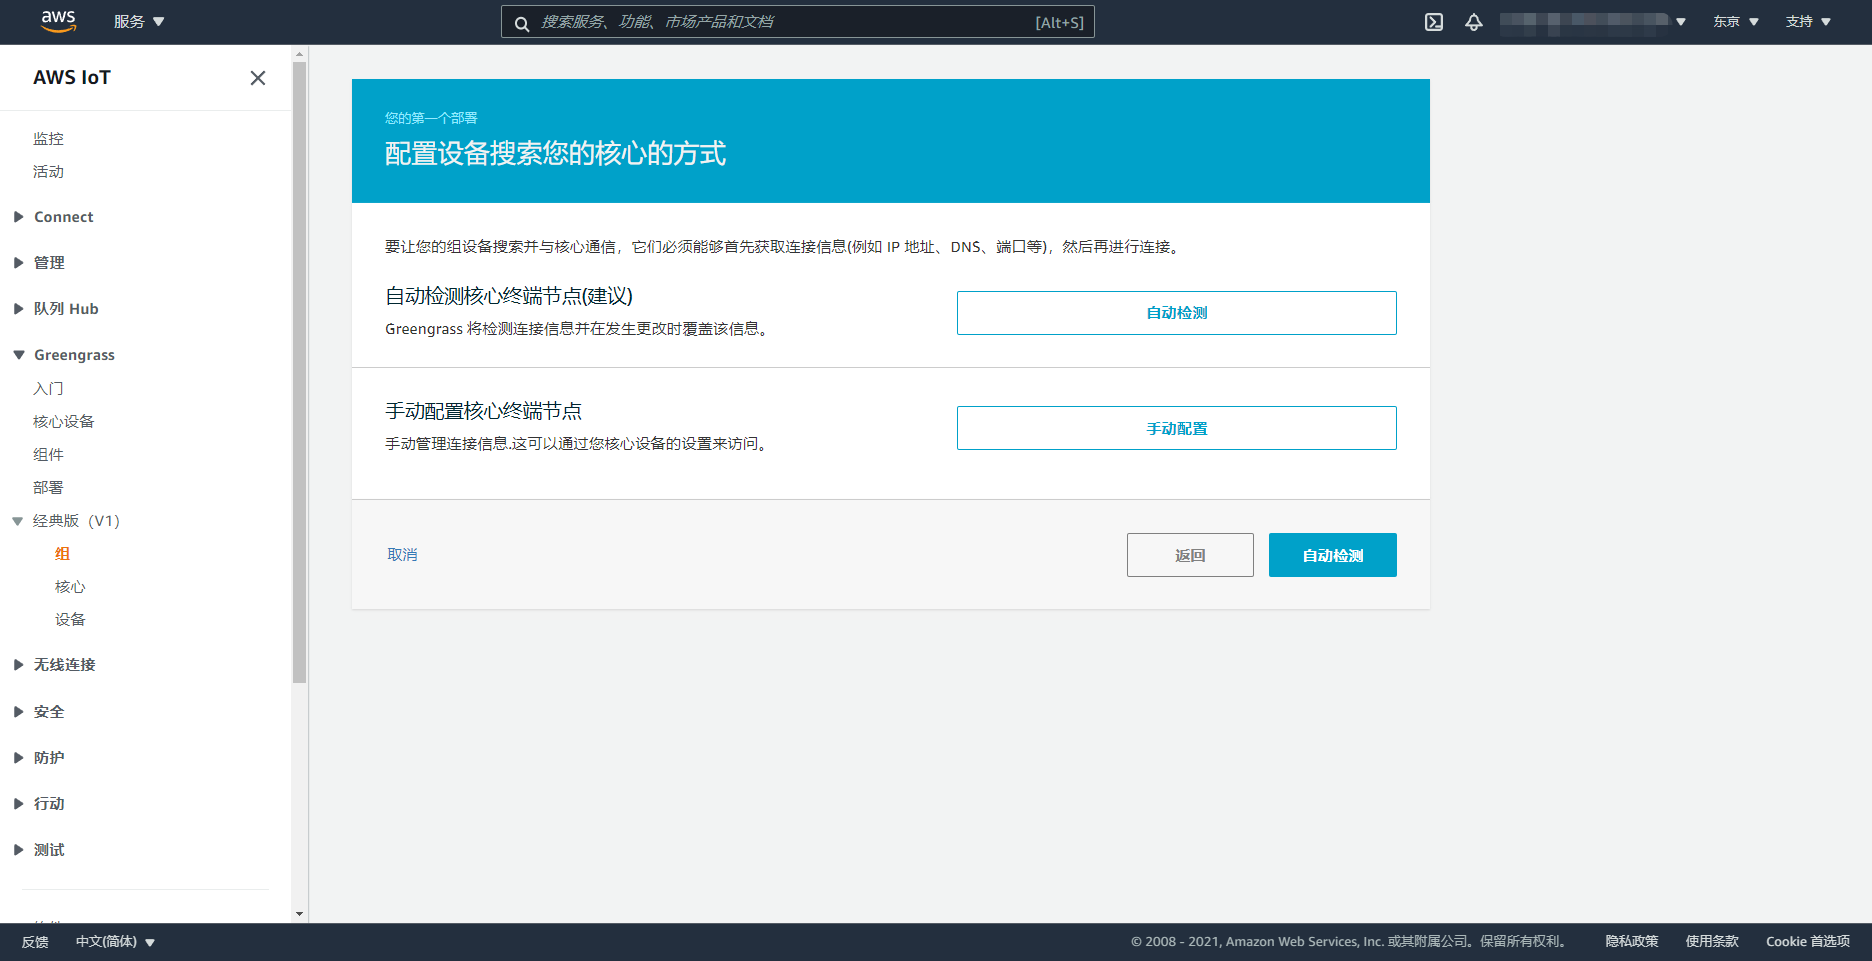 aws
服务
搜索服务、功能、市场产品和文档
[Alt+S]
东京
支持
AWS IoT
监控
活动
Connect
管理
队列 Hub
Greengrass
入门
核心设备
组件
部署
经典版（V1）
组
核心
设备
无线连接
安全
防护
行动
测试
您的第一个部署
配置设备搜索您的核心的方式
要让您的组设备搜索并与核心通信，它们必须能够首先获取连接信息(例如 IP 地址、DNS、端口等)，然后再进行连接。
自动检测核心终端节点(建议)
Greengrass 将检测连接信息并在发生更改时覆盖该信息。
自动检测
手动配置核心终端节点
手动管理连接信息.这可以通过您核心设备的设置来访问。
手动配置
取消
返回
自动检测
反馈
中文(简体)
© 2008 - 2021, Amazon Web Services, Inc. 或其附属公司。保留所有权利。
隐私政策
使用条款
Cookie 首选项